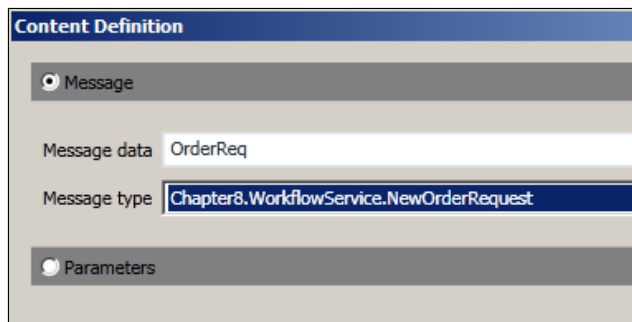 Content Definition
Message
Message data OrderReq
Message type Chapter8.WorkflowService.NewOrderRequest
Parameters